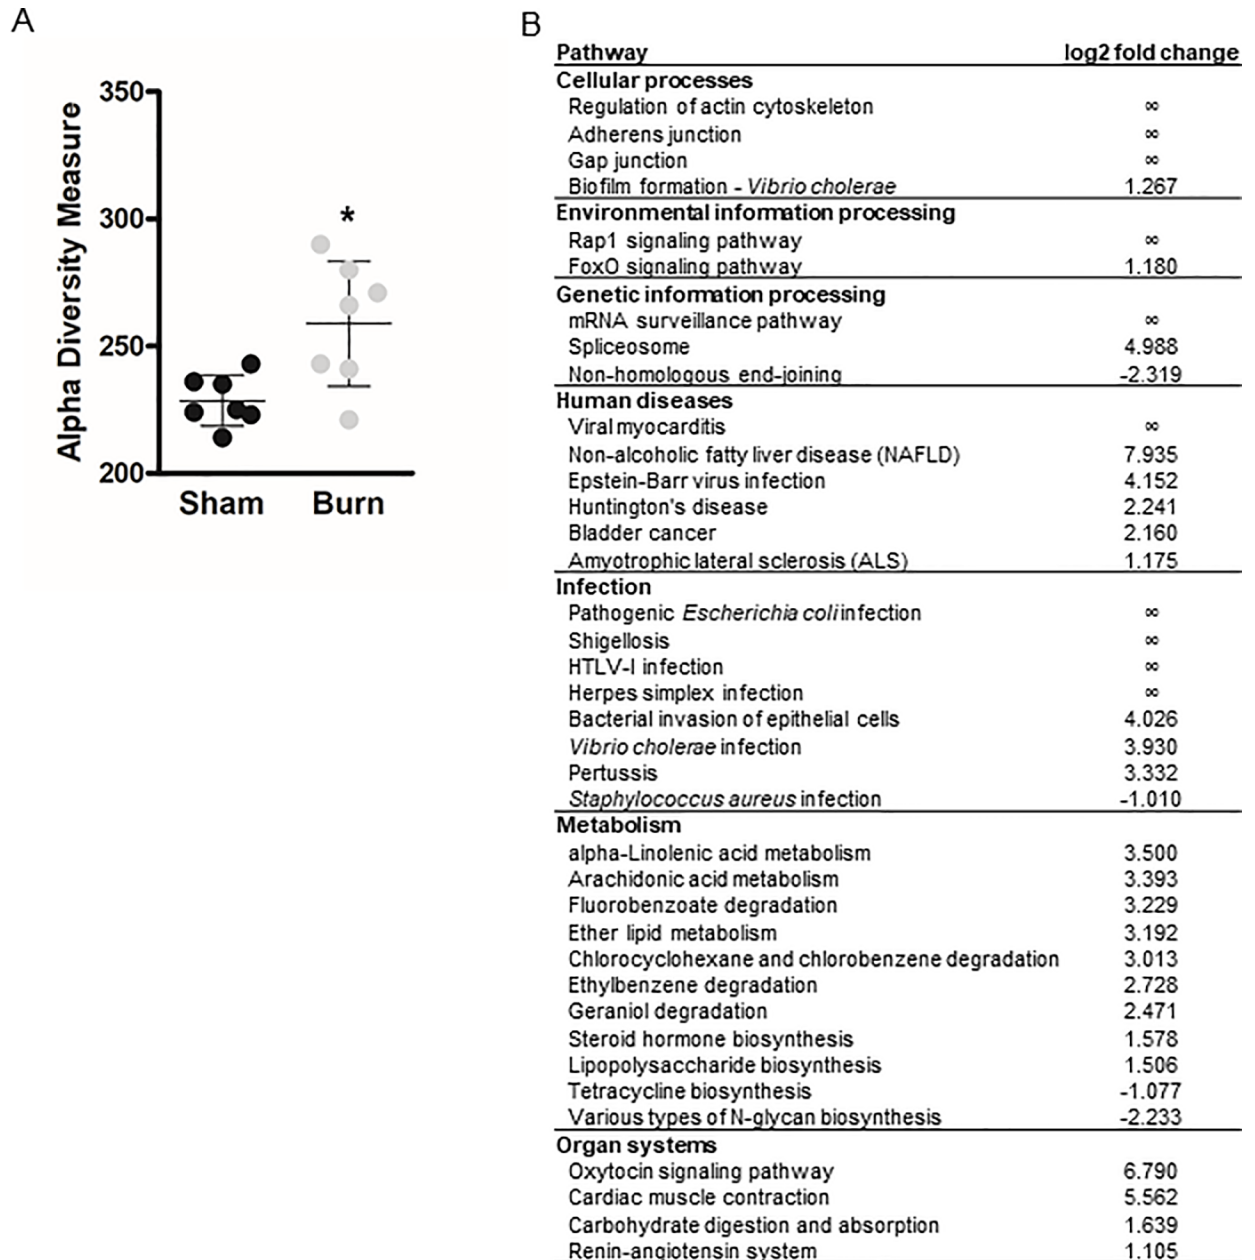 A
350
300
250
200
Alpha Diversity Measure
*
Sham Burn
B
Pathway log2 fold change
Cellular processes
Regulation of actin cytoskeleton ∞
Adherens junction ∞
Gap junction ∞
Biofilm formation - Vibrio cholerae 1.267
Environmental information processing
Rap1 signaling pathway ∞
FoxO signaling pathway 1.180
Genetic information processing
mRNA surveillance pathway ∞
Spliceosome 4.988
Non-homologous end-joining -2.319
Human diseases
Viral myocarditis ∞
Non-alcoholic fatty liver disease (NAFLD) 7.935
Epstein-Barr virus infection 4.152
Huntington's disease 2.241
Bladder cancer 2.160
Amyotrophic lateral sclerosis (ALS) 1.175
Infection
Pathogenic Escherichia coli infection ∞
Shigellosis ∞
HTLV-I infection ∞
Herpes simplex infection ∞
Bacterial invasion of epithelial cells 4.026
Vibrio cholerae infection 3.930
Pertussis 3.332
Staphylococcus aureus infection -1.010
Metabolism
alpha-Linolenic acid metabolism 3.500
Arachidonic acid metabolism 3.393
Fluorobenzoate degradation 3.229
Ether lipid metabolism 3.192
Chlorocyclohexane and chlorobenzene degradation 3.013
Ethylbenzene degradation 2.728
Geraniol degradation 2.471
Steroid hormone biosynthesis 1.578
Lipopolysaccharide biosynthesis 1.506
Tetracycline biosynthesis -1.077
Various types of N-glycan biosynthesis -2.233
Organ systems
Oxytocin signaling pathway 6.790
Cardiac muscle contraction 5.562
Carbohydrate digestion and absorption 1.639
Renin-angiotensin system 1.105